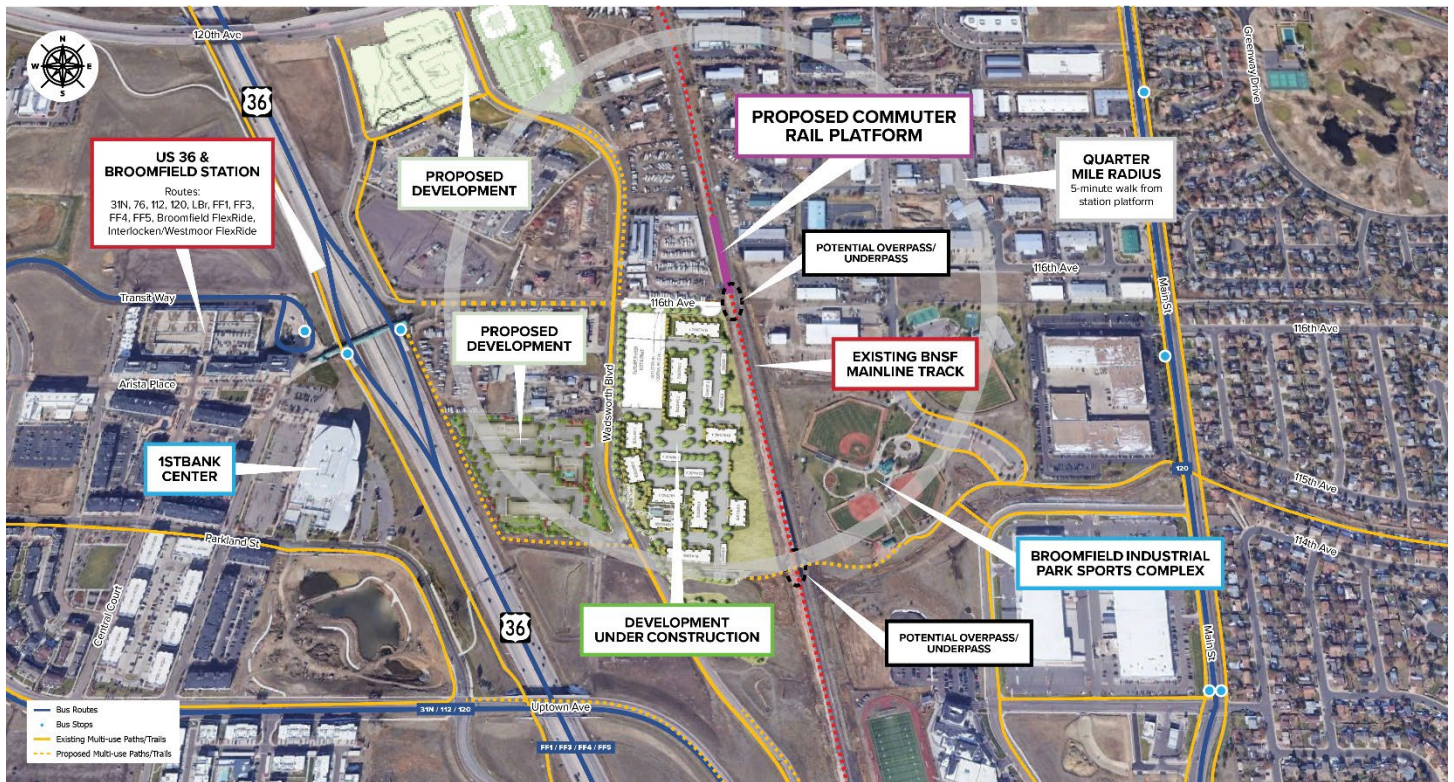 120th Ave
N
W
E
S
36
US 36 &
BROOMFIELD STATION
Routes:
31N, 76, 112, 120, LBr, FF1, FF3,
FF4, FF5, Broomfield FlexRide,
Interlocken/Westmoor FlexRide
PROPOSED
DEVELOPMENT
PROPOSED COMMUTER
RAIL PLATFORM
QUARTER
MILE RADIUS
5-minute walk from
station platform
Greenway Drive
POTENTIAL OVERPASS/
UNDERPASS
116th Ave
Main St
Transit Way
116th Ave
116th Ave
PROPOSED
DEVELOPMENT
EXISTING BNSF
MAINLINE TRACK
Arista Place
Wadsworth Blvd
1STBANK
CENTER
120
115th Ave
114th Ave
Parkland St
BROOMFIELD INDUSTRIAL
PARK SPORTS COMPLEX
Central Court
36
DEVELOPMENT
UNDER CONSTRUCTION
POTENTIAL OVERPASS/
UNDERPASS
Main St
Bus Routes
Bus Stops
Existing Multi-use Paths/Trails
Proposed Multi-use Paths/Trails
31N / 112 / 120
Uptown Ave
FF1 / FF3 / FF4 / FF5